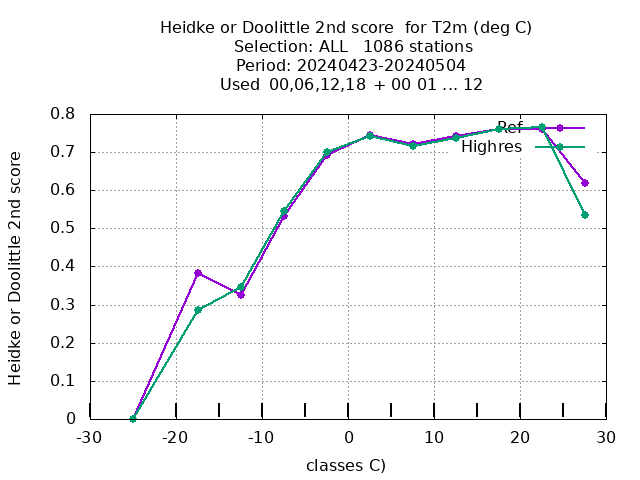 Heidke or Doolittle 2nd score  for T2m (deg C)
Selection: ALL   1086 stations
Period: 20240423-20240504
Used  00,06,12,18  + 00 01 ... 12
Ref
Highres
Heidke or Doolittle 2nd score
0.8
0.7
0.6
0.5
0.4
0.3
0.2
0.1
0
-30 -20 -10 0 10 20 30
classes C)